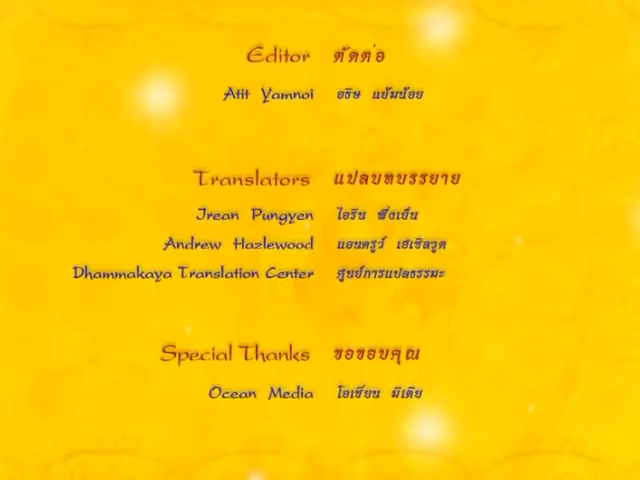 Editor ตัดต่อ
Atit Yamnoi อธิษ แย้มน้อย
Translators แปลบทบรรยาย
Irean Pungyen ไอรีน พึ่งเย็น
Andrew Hazlewood แอนดรูว์ เฮเซิลวูด
Dhammakaya Translation Center ศูนย์การแปลธรรมะ
Special Thanks ขอขอบคุณ
Ocean Media โอเชียน มีเดีย